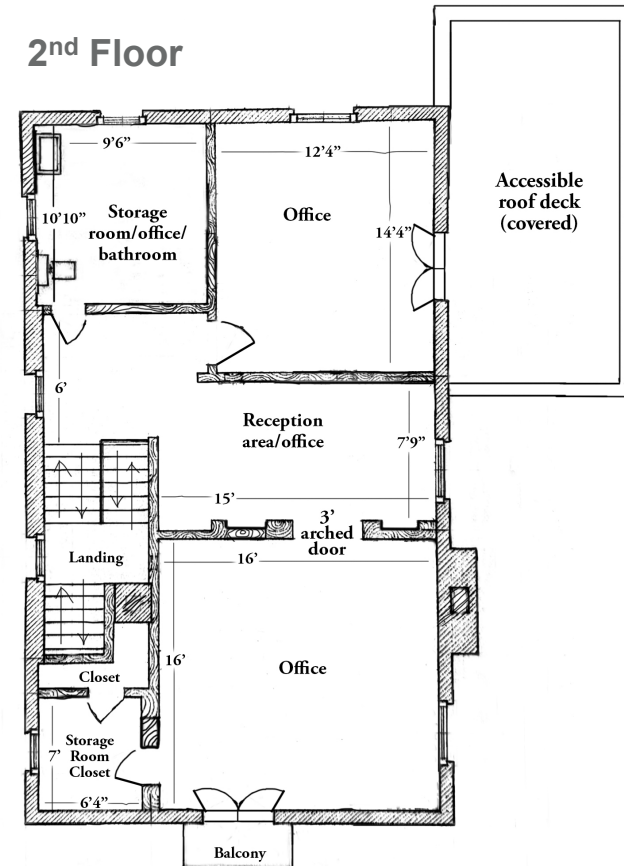 2nd Floor
9'6”
12'4”
Accessible
roof deck
(covered)
10'10”
Storage
room/office/
bathroom
Office
14'4”
6'
Reception
area/office
7'9”
15'
3'
arched
door
Landing
16'
16'
Office
Closet
7'
Storage
Room
Closet
6'4”
Balcony